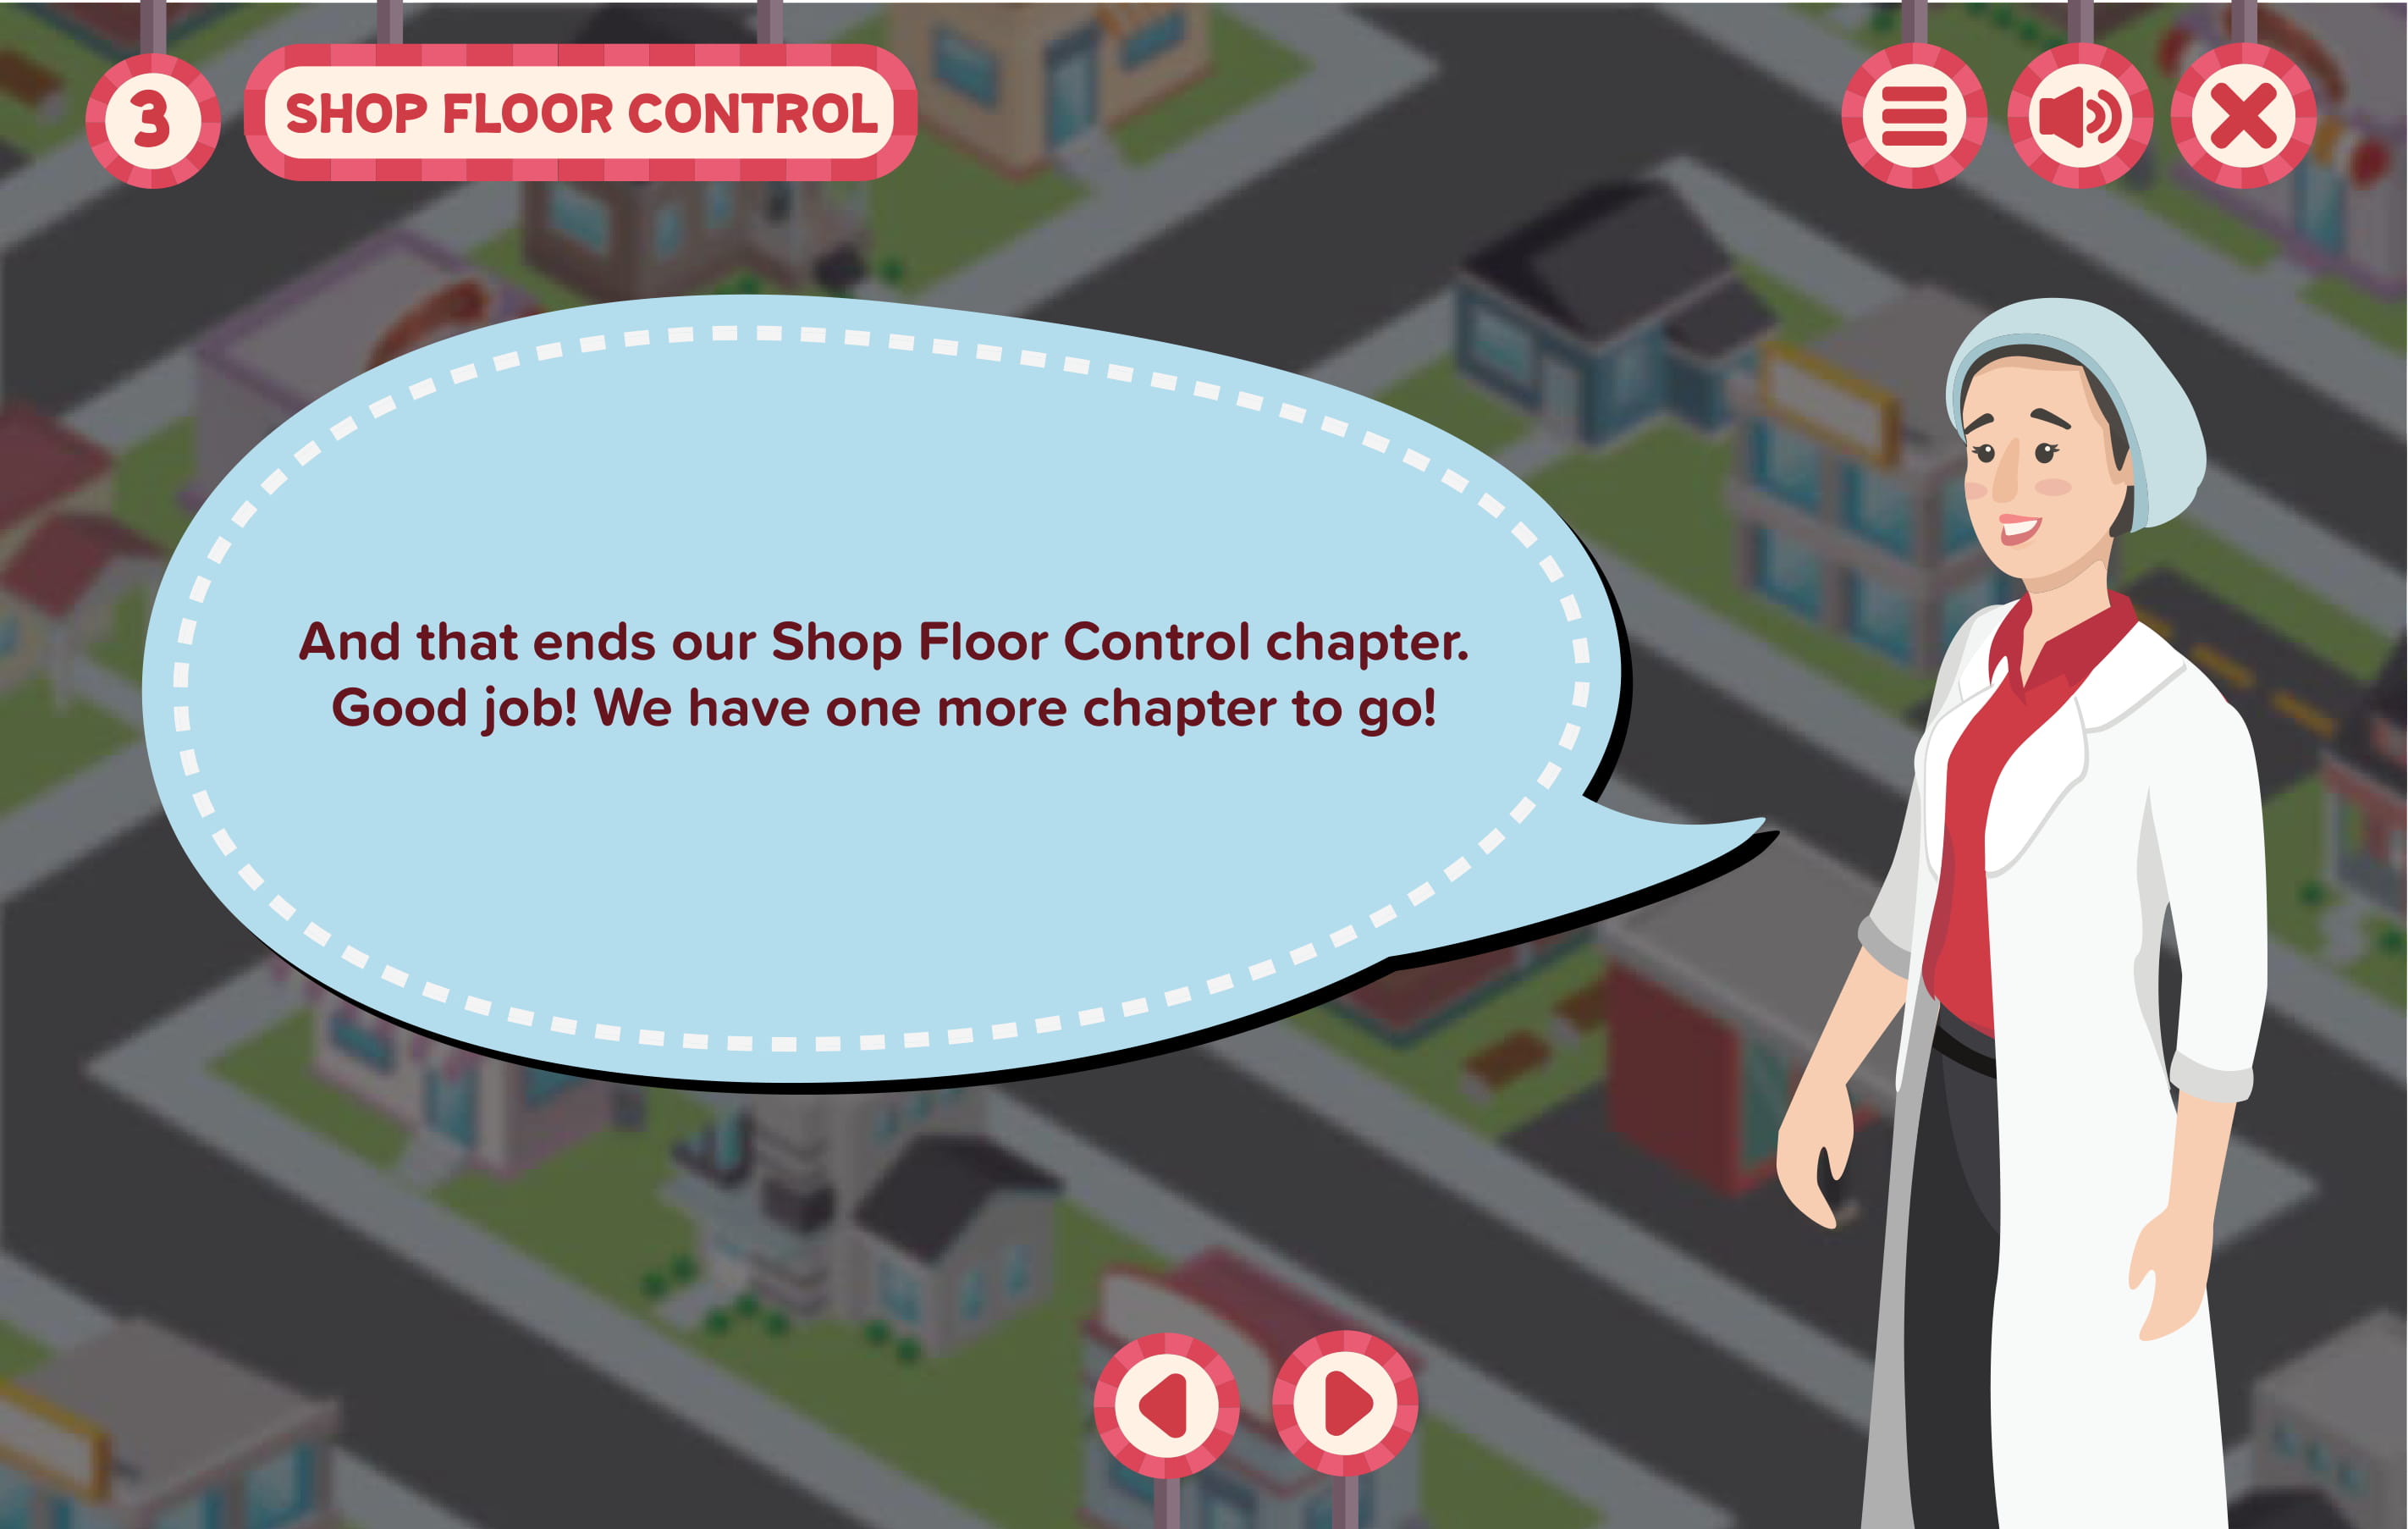 3
SHOP FLOOR CONTROL
And that ends our Shop Floor Control chapter.
Good job! We have one more chapter to go!